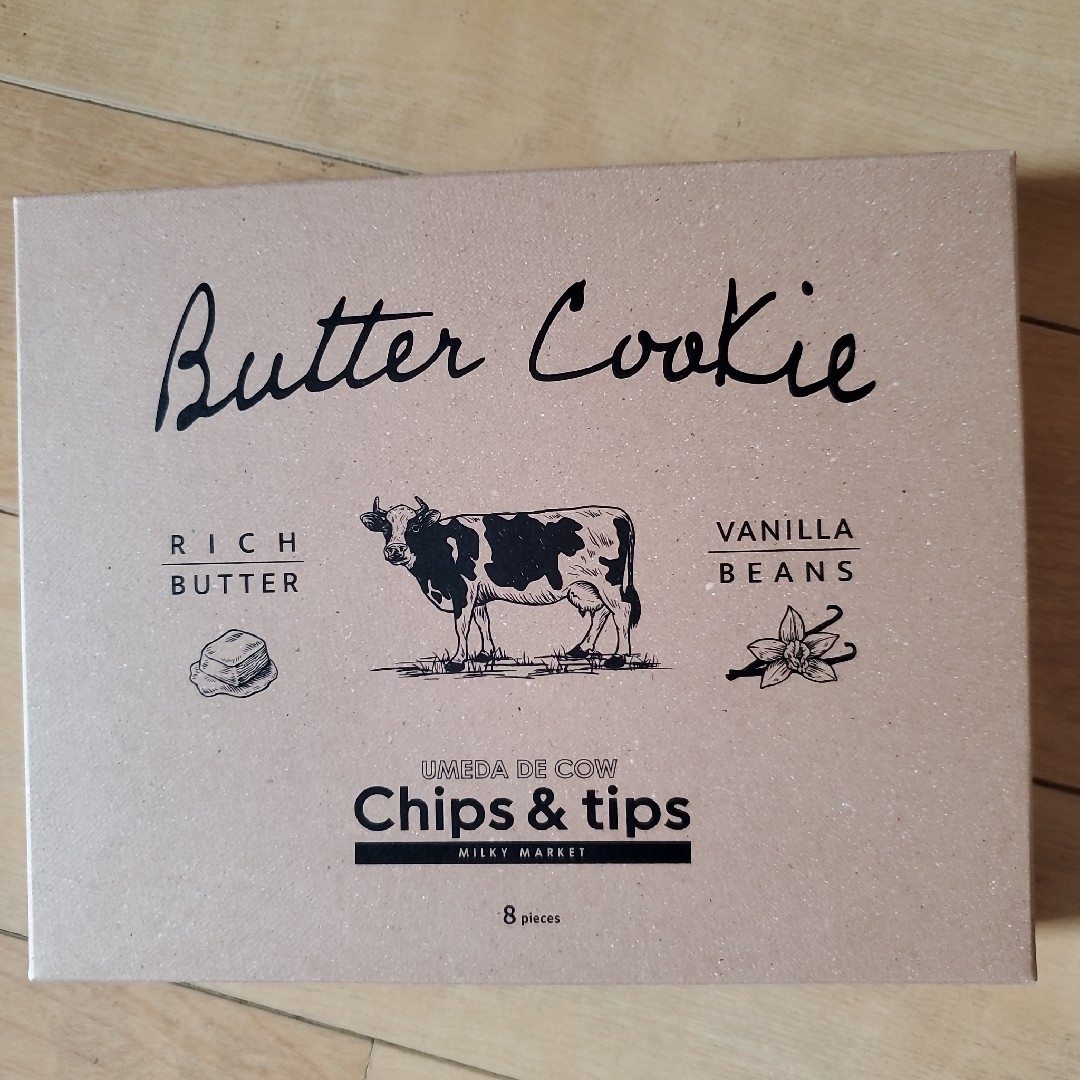 Butter Cookie
RICH
BUTTER
VANILLA
BEANS
UMEDA DE COW
Chips & tips
MILKY MARKET
8 pieces